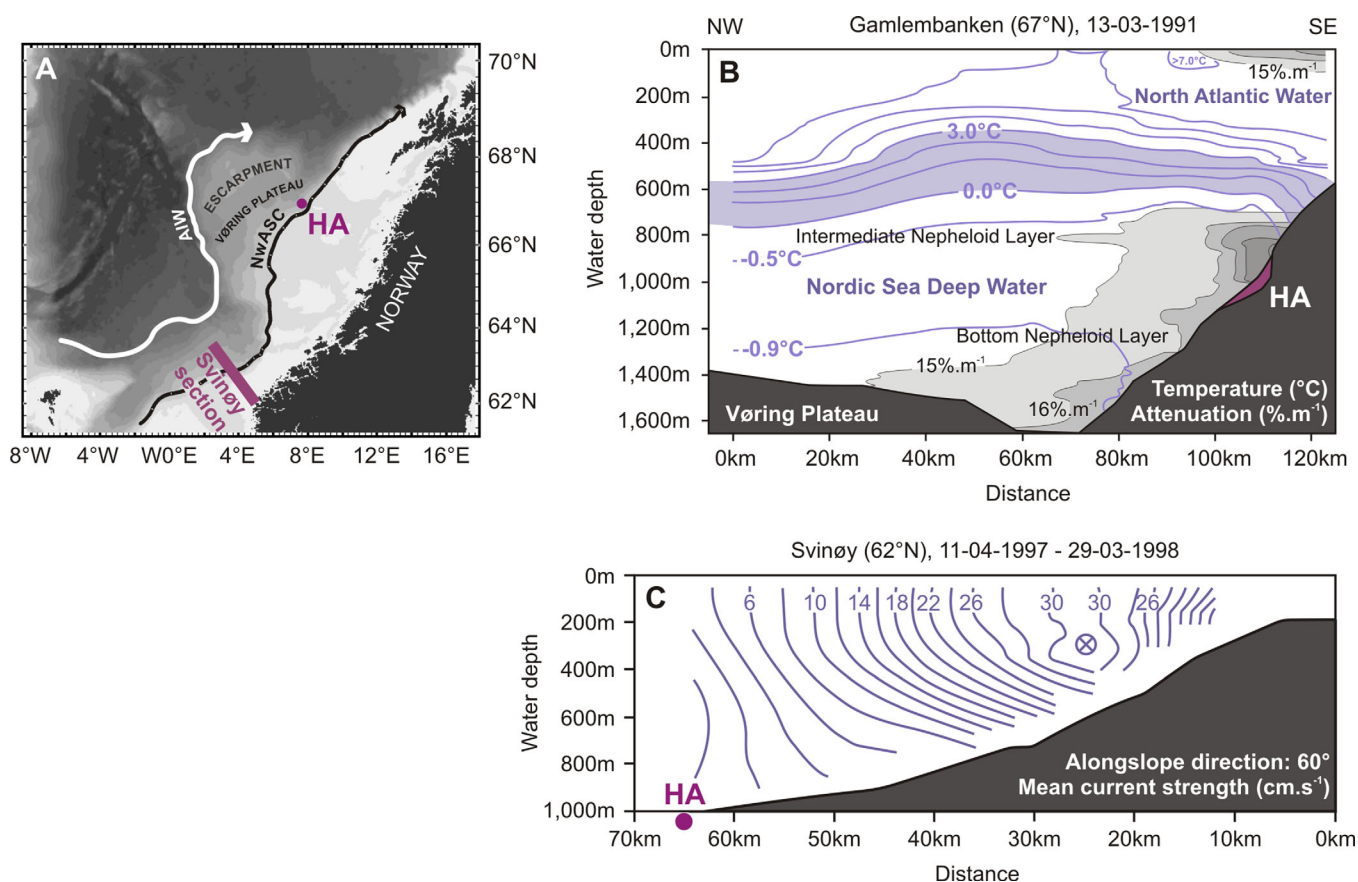 A
70°N
68°N
66°N
64°N
62°N
8°W
4°W
W0°E
4°E
8°E
12°E
16°E
AIW
ESCARPMENT
VØRING PLATEAU
NwASC
HA
NORWAY
Svinøy
section
NW
Gamlembanken (67°N), 13-03-1991
SE
B
0m
200m
400m
600m
800m
1,000m
1,200m
1,400m
1,600m
Water depth
>7.0°C
15%.m⁻¹
North Atlantic Water
3.0°C
0.0°C
Intermediate Nepheloid Layer
-0.5°C
Nordic Sea Deep Water
HA
Bottom Nepheloid Layer
-0.9°C
15%.m⁻¹
16%.m⁻¹
Vøring Plateau
Temperature (°C)
Attenuation (%.m⁻¹)
0km
20km
40km
60km
80km
100km
120km
Distance
Svinøy (62°N), 11-04-1997 - 29-03-1998
C
0m
200m
400m
600m
800m
1,000m
Water depth
6
10
14
18
22
26
30
30
26
HA
Alongslope direction: 60°
Mean current strength (cm.s⁻¹)
70km
60km
50km
40km
30km
20km
10km
0km
Distance